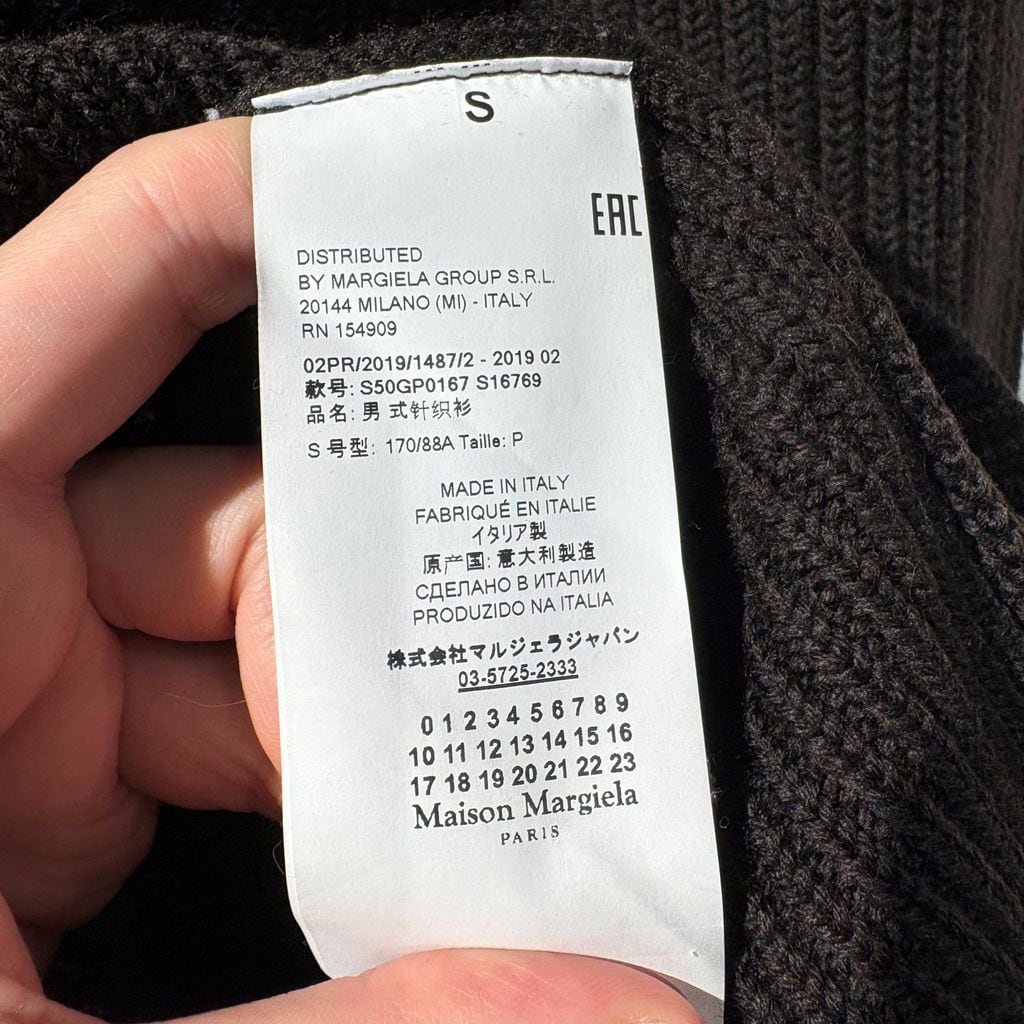 S
EAC
DISTRIBUTED
BY MARGIELA GROUP S.R.L.
20144 MILANO (MI) - ITALY
RN 154909
02PR/2019/1487/2 - 2019 02
款号: S50GP0167 S16769
品名: 男 式针织衫
S 号型: 170/88A Taille: P
MADE IN ITALY
FABRIQUÉ EN ITALIE
イタリア製
原产国: 意大利製造
СДЕЛАНО В ИТАЛИИ
PRODUZIDO NA ITALIA
株式会社マルジェラジャパン
03-5725-2333
0 1 2 3 4 5 6 7 8 9
10 11 12 13 14 15 16
17 18 19 20 21 22 23
Maison Margiela
PARIS